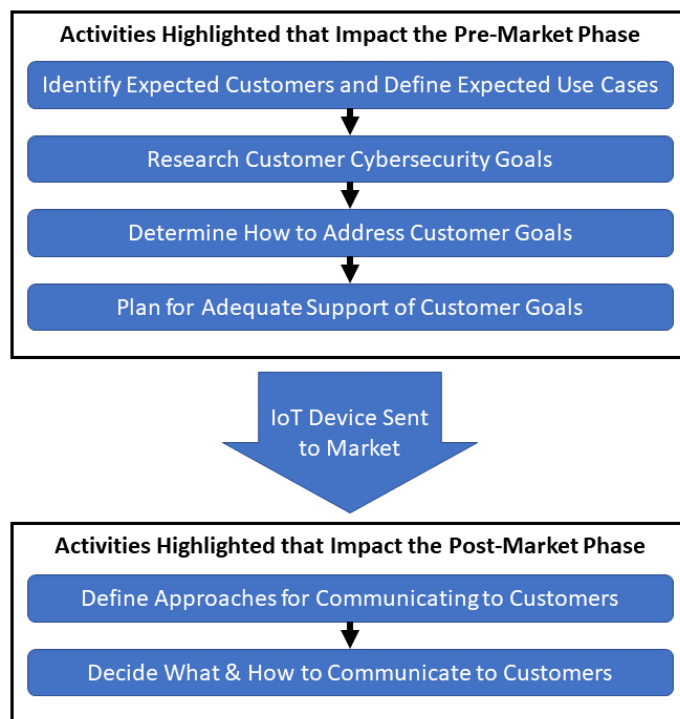 Activities Highlighted that Impact the Pre-Market Phase
Identify Expected Customers and Define Expected Use Cases
Research Customer Cybersecurity Goals
Determine How to Address Customer Goals
Plan for Adequate Support of Customer Goals
IoT Device Sent
to Market
Activities Highlighted that Impact the Post-Market Phase
Define Approaches for Communicating to Customers
Decide What & How to Communicate to Customers